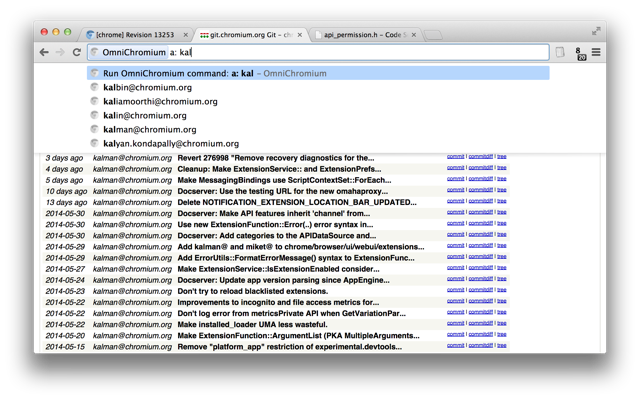 [chrome] Revision 13253
git.chromium.org Git – chr
api_permission.h – Code S
OmniChromium a: kal
8
20
Run OmniChromium command: a: kal – OmniChromium
kalbin@chromium.org
kaliamoorthi@chromium.org
kalin@chromium.org
kalman@chromium.org
kalyan.kondapally@chromium.org
3 days ago kalman@chromium.org Revert 276998 "Remove recovery diagnostics for the... commit | commitdiff | tree
4 days ago kalman@chromium.org Cleanup: Make ExtensionService:: and ExtensionPrefs... commit | commitdiff | tree
5 days ago kalman@chromium.org Make MessagingBindings use ScriptContextSet::ForEach... commit | commitdiff | tree
10 days ago kalman@chromium.org Docserver: Use the testing URL for the new omahaproxy... commit | commitdiff | tree
13 days ago kalman@chromium.org Delete NOTIFICATION_EXTENSION_LOCATION_BAR_UPDATED... commit | commitdiff | tree
2014-05-30 kalman@chromium.org Docserver: Make API features inherit 'channel' from... commit | commitdiff | tree
2014-05-30 kalman@chromium.org Use new ExtensionFunction::Error(..) error syntax in... commit | commitdiff | tree
2014-05-30 kalman@chromium.org Docserver: Add categories to the APIDataSource and... commit | commitdiff | tree
2014-05-29 kalman@chromium.org Add kalman@ and miket@ to chrome/browser/ui/webui/extensions... commit | commitdiff | tree
2014-05-29 kalman@chromium.org Add ErrorUtils::FormatErrorMessage() syntax to ExtensionFunc... commit | commitdiff | tree
2014-05-27 kalman@chromium.org Make ExtensionService::IsExtensionEnabled consider... commit | commitdiff | tree
2014-05-24 kalman@chromium.org Docserver: Update app version parsing since AppEngine... commit | commitdiff | tree
2014-05-23 kalman@chromium.org Don't try to reload blacklisted extensions. commit | commitdiff | tree
2014-05-22 kalman@chromium.org Improvements to incognito and file access metrics for... commit | commitdiff | tree
2014-05-22 kalman@chromium.org Don't log error from metricsPrivate API when GetVariationPar... commit | commitdiff | tree
2014-05-22 kalman@chromium.org Make installed_loader UMA less wasteful. commit | commitdiff | tree
2014-05-20 kalman@chromium.org Make ExtensionFunction::ArgumentList (PKA MultipleArguments... commit | commitdiff | tree
2014-05-15 kalman@chromium.org Remove "platform_app" restriction of experimental.devtools... commit | commitdiff | tree